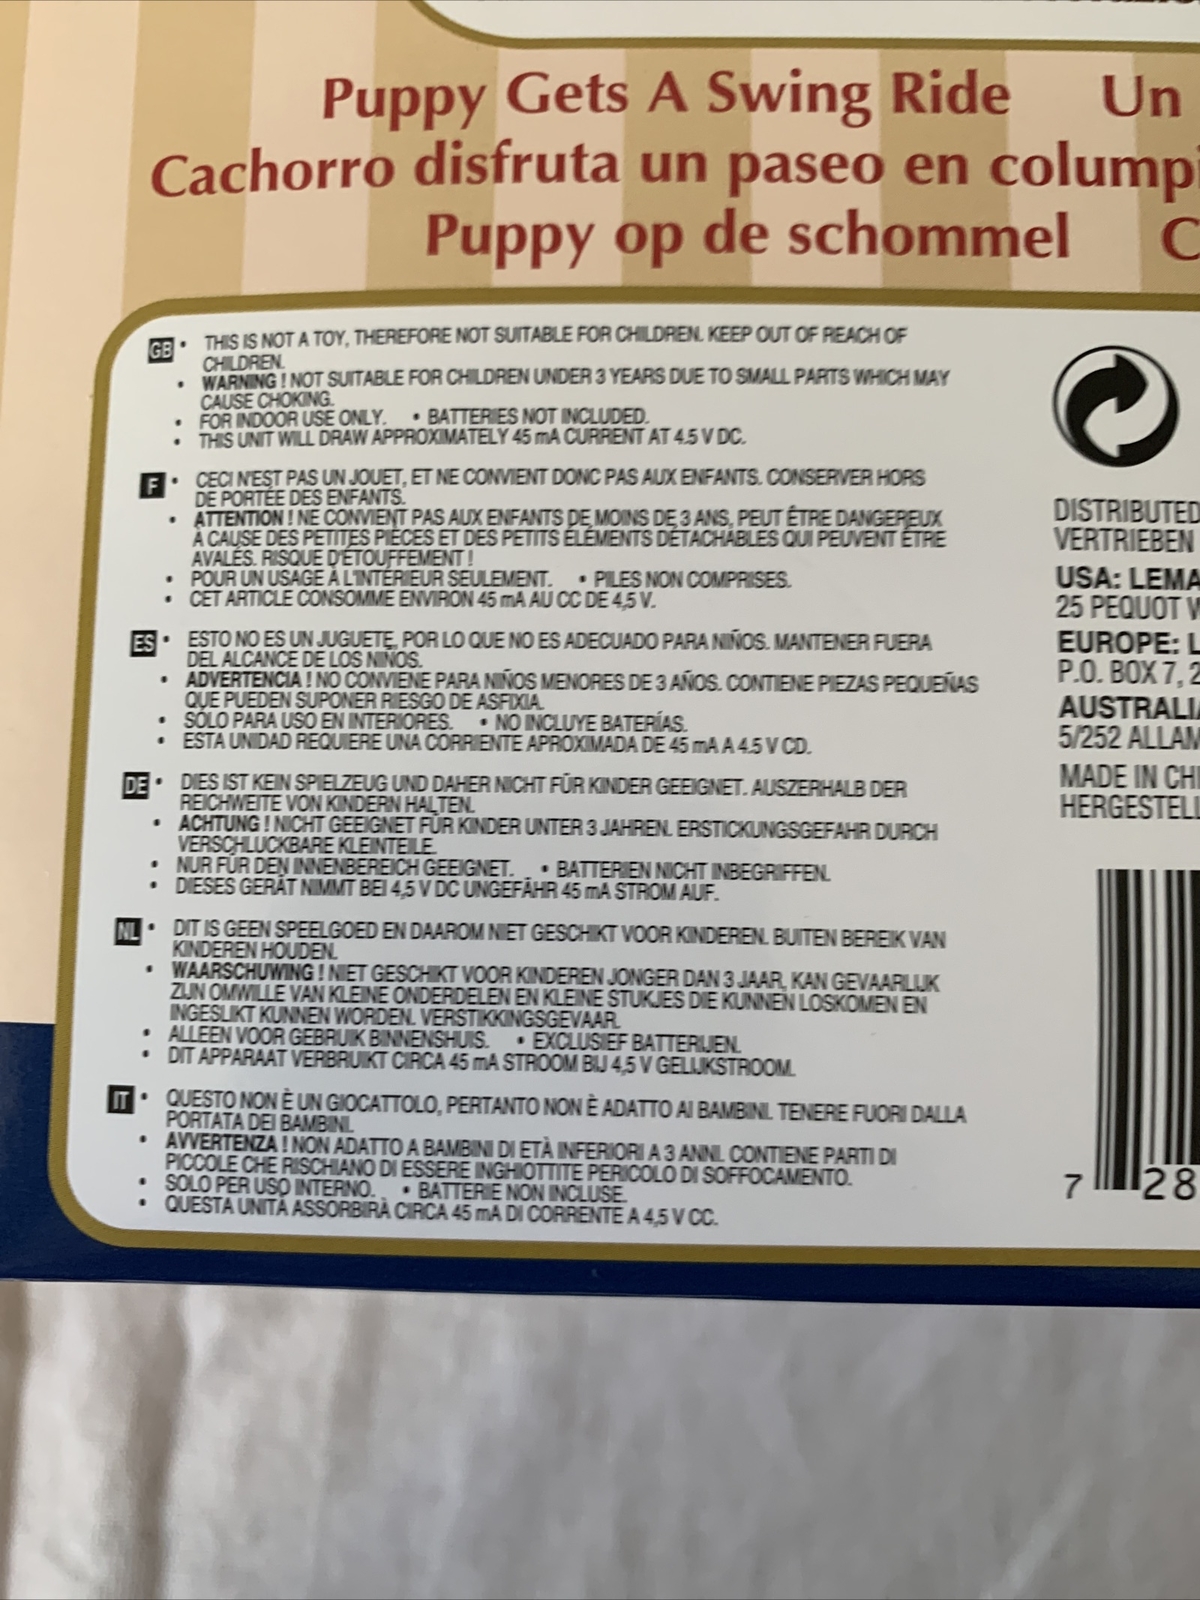 Puppy Gets A Swing Ride Un
Cachorro disfruta un paseo en columpi
Puppy op de schommel C
GB • THIS IS NOT A TOY, THEREFORE NOT SUITABLE FOR CHILDREN. KEEP OUT OF REACH OF
CHILDREN.
• WARNING ! NOT SUITABLE FOR CHILDREN UNDER 3 YEARS DUE TO SMALL PARTS WHICH MAY
CAUSE CHOKING.
• FOR INDOOR USE ONLY. • BATTERIES NOT INCLUDED.
• THIS UNIT WILL DRAW APPROXIMATELY 45 mA CURRENT AT 4.5 V DC.
F • CECI N'EST PAS UN JOUET, ET NE CONVIENT DONC PAS AUX ENFANTS. CONSERVER HORS
DE PORTÉE DES ENFANTS.
• ATTENTION ! NE CONVIENT PAS AUX ENFANTS DE MOINS DE 3 ANS, PEUT ÊTRE DANGEREUX
À CAUSE DES PETITES PIÈCES ET DES PETITS ÉLÉMENTS DÉTACHABLES QUI PEUVENT ÊTRE
AVALÉS. RISQUE D'ÉTOUFFEMENT !
• POUR UN USAGE À L'INTÉRIEUR SEULEMENT. • PILES NON COMPRISES.
• CET ARTICLE CONSOMME ENVIRON 45 mA AU CC DE 4,5 V.
ES • ESTO NO ES UN JUGUETE, POR LO QUE NO ES ADECUADO PARA NIÑOS. MANTENER FUERA
DEL ALCANCE DE LOS NIÑOS.
• ADVERTENCIA ! NO CONVIENE PARA NIÑOS MENORES DE 3 AÑOS. CONTIENE PIEZAS PEQUEÑAS
QUE PUEDEN SUPONER RIESGO DE ASFIXIA.
• SÓLO PARA USO EN INTERIORES. • NO INCLUYE BATERÍAS.
• ESTA UNIDAD REQUIERE UNA CORRIENTE APROXIMADA DE 45 mA A 4.5 V CD.
DE • DIES IST KEIN SPIELZEUG UND DAHER NICHT FÜR KINDER GEEIGNET. AUSZERHALB DER
REICHWEITE VON KINDERN HALTEN.
• ACHTUNG ! NICHT GEEIGNET FÜR KINDER UNTER 3 JAHREN. ERSTICKUNGSGEFAHR DURCH
VERSCHLUCKBARE KLEINTEILE.
• NUR FÜR DEN INNENBEREICH GEEIGNET. • BATTERIEN NICHT INBEGRIFFEN.
• DIESES GERÄT NIMMT BEI 4,5 V DC UNGEFÄHR 45 mA STROM AUF.
NL • DIT IS GEEN SPEELGOED EN DAAROM NIET GESCHIKT VOOR KINDEREN. BUITEN BEREIK VAN
KINDEREN HOUDEN.
• WAARSCHUWING ! NIET GESCHIKT VOOR KINDEREN JONGER DAN 3 JAAR, KAN GEVAARLIJK
ZIJN OMWILLE VAN KLEINE ONDERDELEN EN KLEINE STUKJES DIE KUNNEN LOSKOMEN EN
INGESLIKT KUNNEN WORDEN. VERSTIKKINGSGEVAAR.
• ALLEEN VOOR GEBRUIK BINNENSHUIS. • EXCLUSIEF BATTERIJEN.
• DIT APPARAAT VERBRUIKT CIRCA 45 mA STROOM BIJ 4,5 V GELIJKSTROOM.
IT • QUESTO NON È UN GIOCATTOLO, PERTANTO NON È ADATTO AI BAMBINI. TENERE FUORI DALLA
PORTATA DEI BAMBINI.
• AVVERTENZA ! NON ADATTO A BAMBINI DI ETÀ INFERIORI A 3 ANNI. CONTIENE PARTI DI
PICCOLE CHE RISCHIANO DI ESSERE INGHIOTTITE PERICOLO DI SOFFOCAMENTO.
• SOLO PER USO INTERNO. • BATTERIE NON INCLUSE.
• QUESTA UNITÀ ASSORBIRÀ CIRCA 45 mA DI CORRENTE A 4,5 V CC.
DISTRIBUTED
VERTRIEBEN
USA: LEMA
25 PEQUOT W
EUROPE: L
P.O. BOX 7, 2
AUSTRALIA
5/252 ALLAM
MADE IN CHI
HERGESTELL
7 28